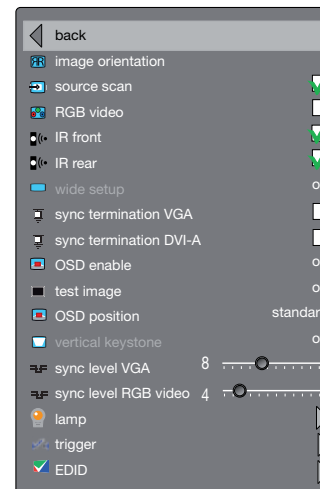 back
image orientation
source scan
RGB video
IR front
IR rear
wide setup
sync termination VGA
sync termination DVI-A
OSD enable
test image
OSD position
vertical keystone
sync level VGA 8
sync level RGB video 4
lamp
trigger
EDID